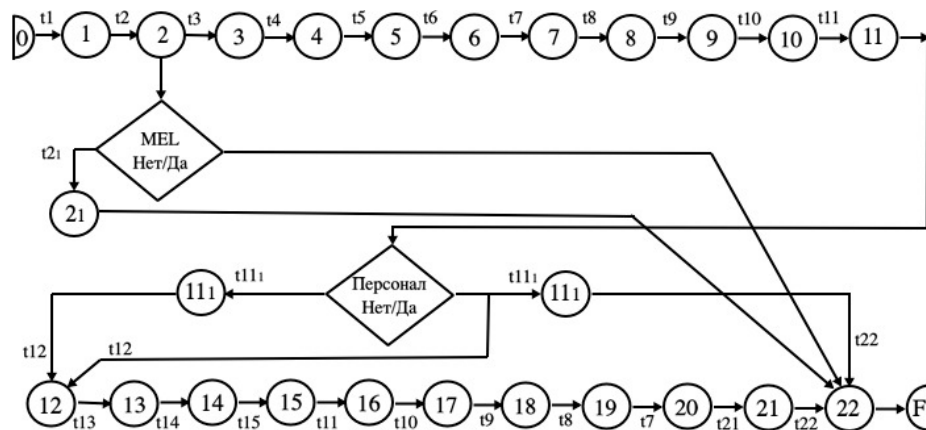 t1 t2 t3 t4 t5 t6 t7 t8 t9 t10 t11
0 1 2 3 4 5 6 7 8 9 10 11
MEL
Нет/Да
t21
21
Персонал
Нет/Да
111 t111 t111 111
t12 t12 t22
12 13 14 15 16 17 18 19 20 21 22 F
t13 t14 t15 t11 t10 t9 t8 t7 t21 t22